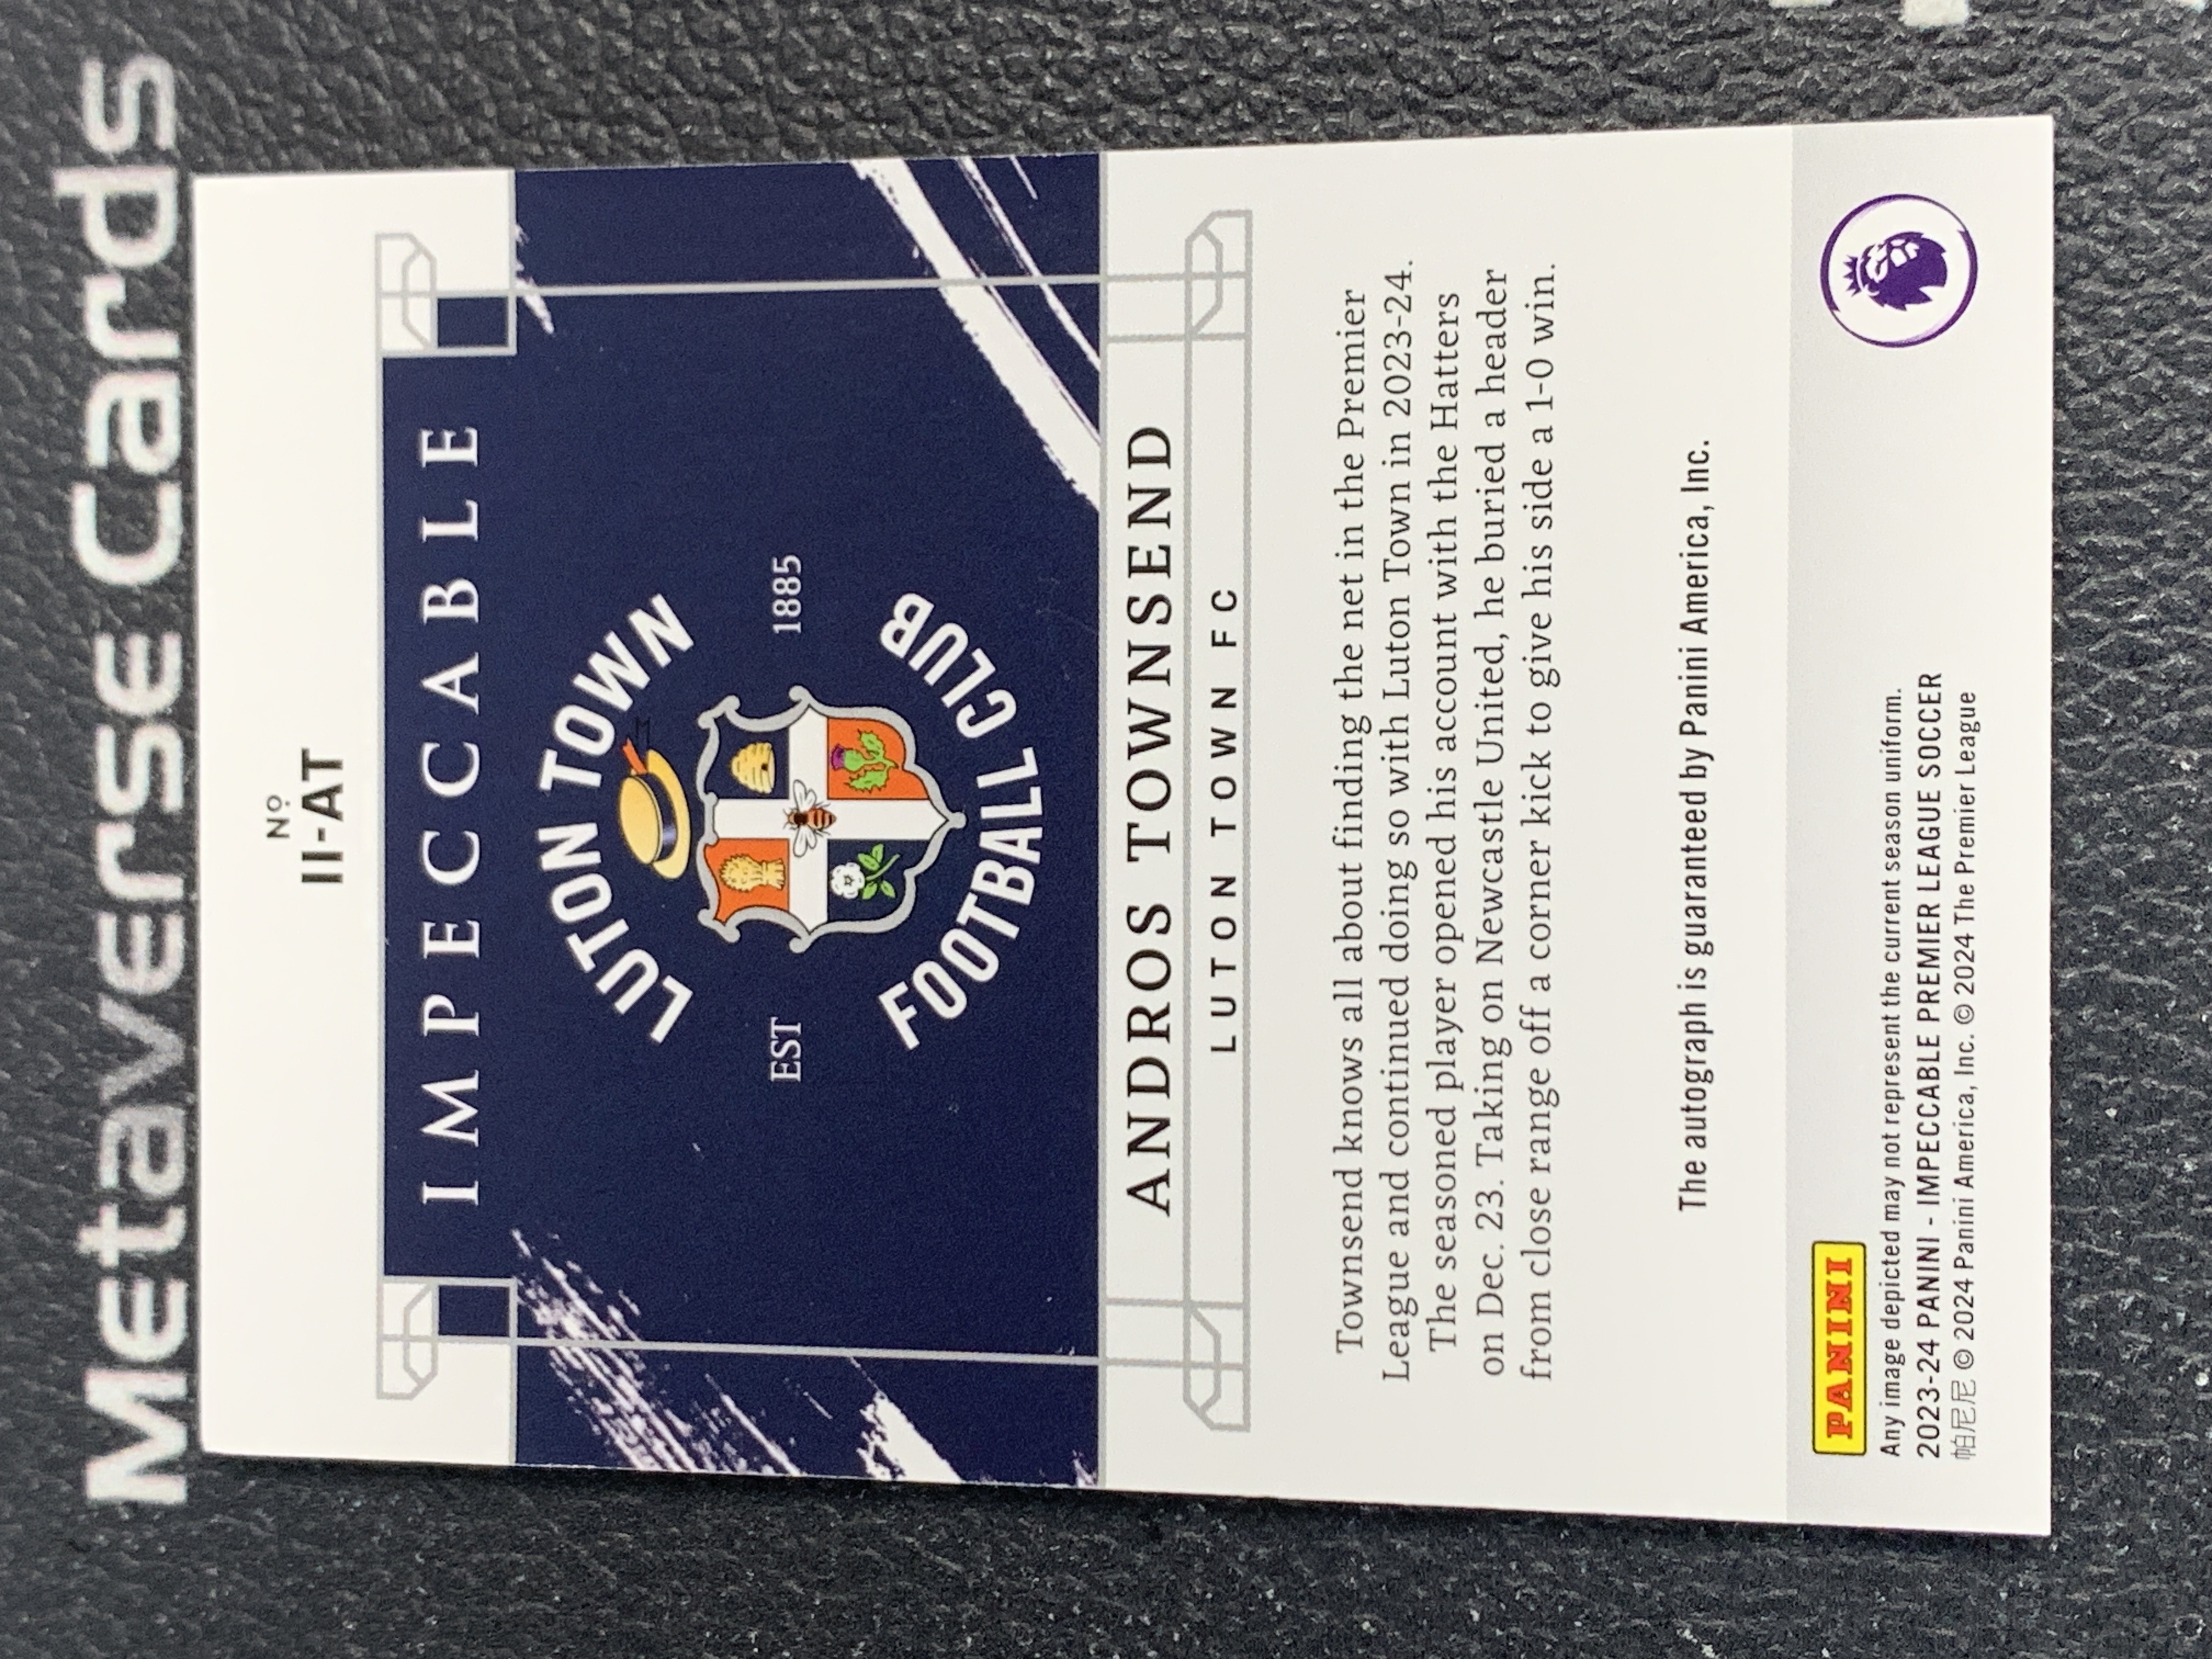 Metaverse Cards
Nº
II-AT
IMPECCABLE
LUTON TOWN
EST 1885
FOOTBALL CLUB
ANDROS TOWNSEND
LUTON TOWN FC
Townsend knows all about finding the net in the Premier
League and continued doing so with Luton Town in 2023-24.
The seasoned player opened his account with the Hatters
on Dec. 23. Taking on Newcastle United, he buried a header
from close range off a corner kick to give his side a 1-0 win.
The autograph is guaranteed by Panini America, Inc.
PANINI
Any image depicted may not represent the current season uniform.
2023-24 PANINI - IMPECCABLE PREMIER LEAGUE SOCCER
帕尼尼 © 2024 Panini America, Inc. © 2024 The Premier League